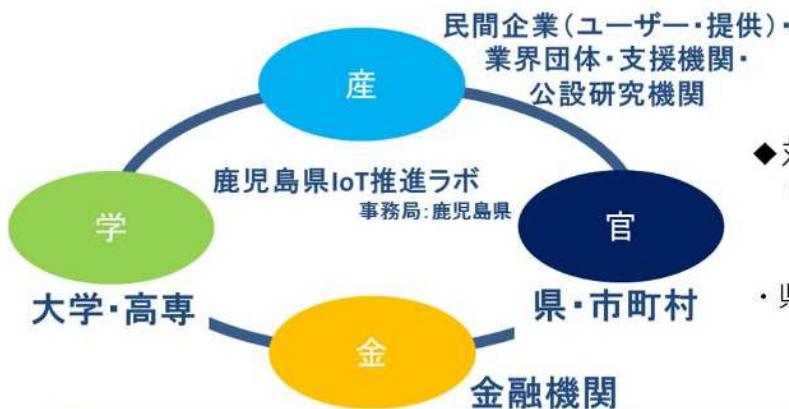 民間企業（ユーザー・提供）・
業界団体・支援機関・
公設研究機関
産
鹿児島県IoT推進ラボ
事務局：鹿児島県
学
官
大学・高専
県・市町村
金
金融機関
◆
・県